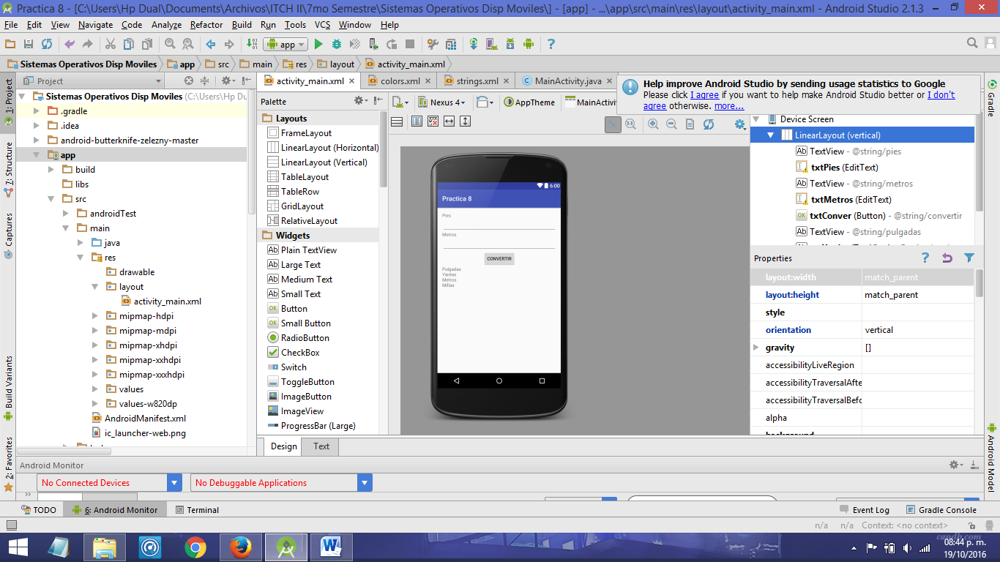 Practica 8 - [C:\Users\Hp Dual\Documents\Archivos\ITCH II\7mo Semestre\Sistemas Operativos Disp Moviles\] - [app] - ...\app\src\main\res\layout\activity_main.xml - Android Studio 2.1.3
File Edit View Navigate Code Analyze Refactor Build Run Tools VCS Window Help
app
Sistemas Operativos Disp Moviles app src main res layout activity_main.xml
1: Project
7: Structure
Captures
Build Variants
2: Favorites
Project
Sistemas Operativos Disp Moviles (C:\Users\Hp Du
.gradle
.idea
android-butterknife-zelezny-master
app
build
libs
src
androidTest
main
java
res
drawable
layout
activity_main.xml
mipmap-hdpi
mipmap-mdpi
mipmap-xhdpi
mipmap-xxhdpi
mipmap-xxxhdpi
values
values-w820dp
AndroidManifest.xml
ic_launcher-web.png
activity_main.xml colors.xml strings.xml MainActivity.java
Palette
Layouts
FrameLayout
LinearLayout (Horizontal)
LinearLayout (Vertical)
TableLayout
TableRow
GridLayout
RelativeLayout
Widgets
Plain TextView
Large Text
Medium Text
Small Text
Button
Small Button
RadioButton
CheckBox
Switch
ToggleButton
ImageButton
ImageView
ProgressBar (Large)
Design Text
Nexus 4 AppTheme MainActivi
6:00
Practica 8
Pies
Metros
CONVERTIR
Pulgadas
Yardas
Metros
Millas
Help improve Android Studio by sending usage statistics to Google
Please click I agree if you want to help make Android Studio better or I don't
agree otherwise. more...
Device Screen
LinearLayout (vertical)
Ab TextView - @string/pies
txtPies (EditText)
Ab TextView - @string/metros
txtMetros (EditText)
OK txtConver (Button) - @string/convertir
Ab TextView - @string/pulgadas
Properties
layout:width match_parent
layout:height match_parent
style
orientation vertical
gravity []
accessibilityLiveRegion
accessibilityTraversalAfte
accessibilityTraversalBefc
alpha
background
Gradle
Android Model
Android Monitor
No Connected Devices No Debuggable Applications
TODO 6: Android Monitor Terminal Event Log Gradle Console
n/a n/a Context: <no context>
08:44 p. m.
19/10/2016